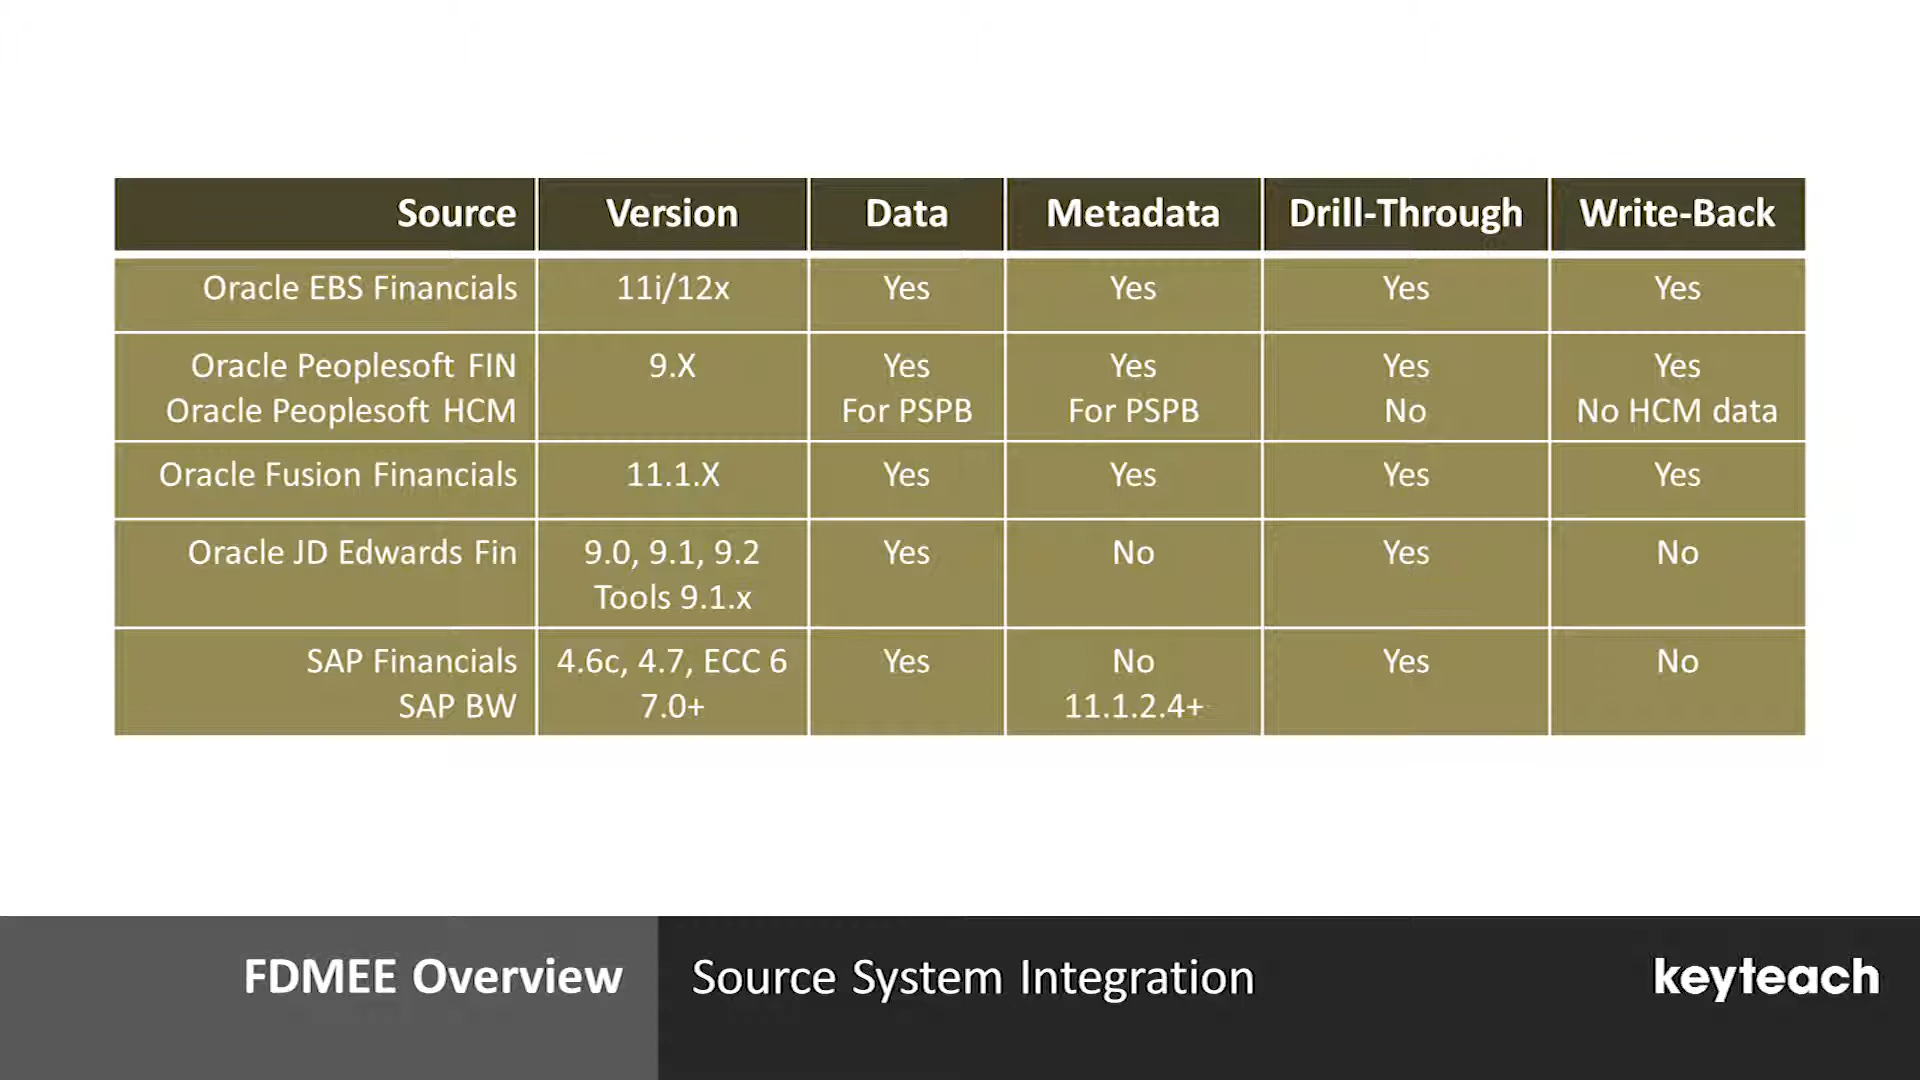 Source Version Data Metadata Drill-Through Write-Back
Oracle EBS Financials 11i/12x Yes Yes Yes Yes
Oracle Peoplesoft FIN 9.X Yes Yes Yes Yes
Oracle Peoplesoft HCM For PSPB For PSPB No No HCM data
Oracle Fusion Financials 11.1.X Yes Yes Yes Yes
Oracle JD Edwards Fin 9.0, 9.1, 9.2 Yes No Yes No
Tools 9.1.x
SAP Financials 4.6c, 4.7, ECC 6 Yes No Yes No
SAP BW 7.0+ 11.1.2.4+
FDMEE Overview Source System Integration keyteach